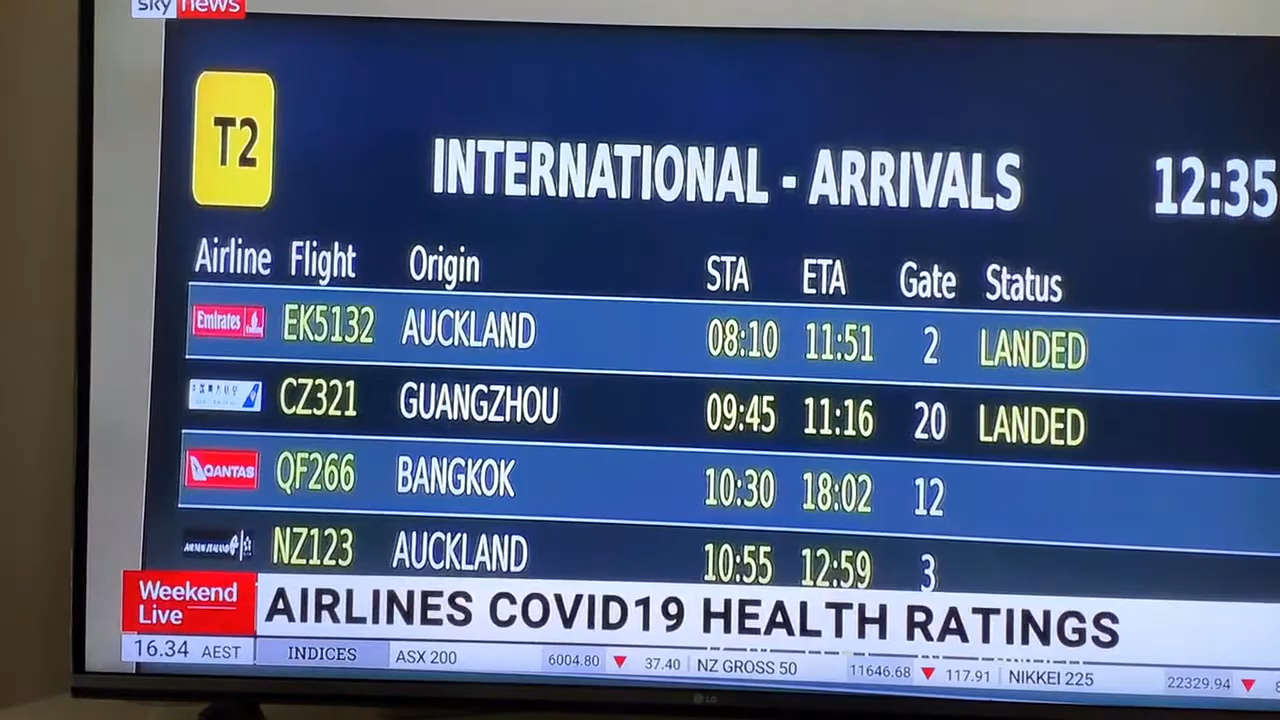 sky news
T2
INTERNATIONAL - ARRIVALS 12:35
Airline Flight Origin STA ETA Gate Status
Emirates EK5132 AUCKLAND 08:10 11:51 2 LANDED
CZ321 GUANGZHOU 09:45 11:16 20 LANDED
QANTAS QF266 BANGKOK 10:30 18:02 12
NZ123 AUCKLAND 10:55 12:59 3
Weekend Live
AIRLINES COVID19 HEALTH RATINGS
16.34 AEST INDICES ASX 200 6004.80 ▼ 37.40 NZ GROSS 50 11646.68 ▼ 117.91 NIKKEI 225 22329.94 ▼
LG